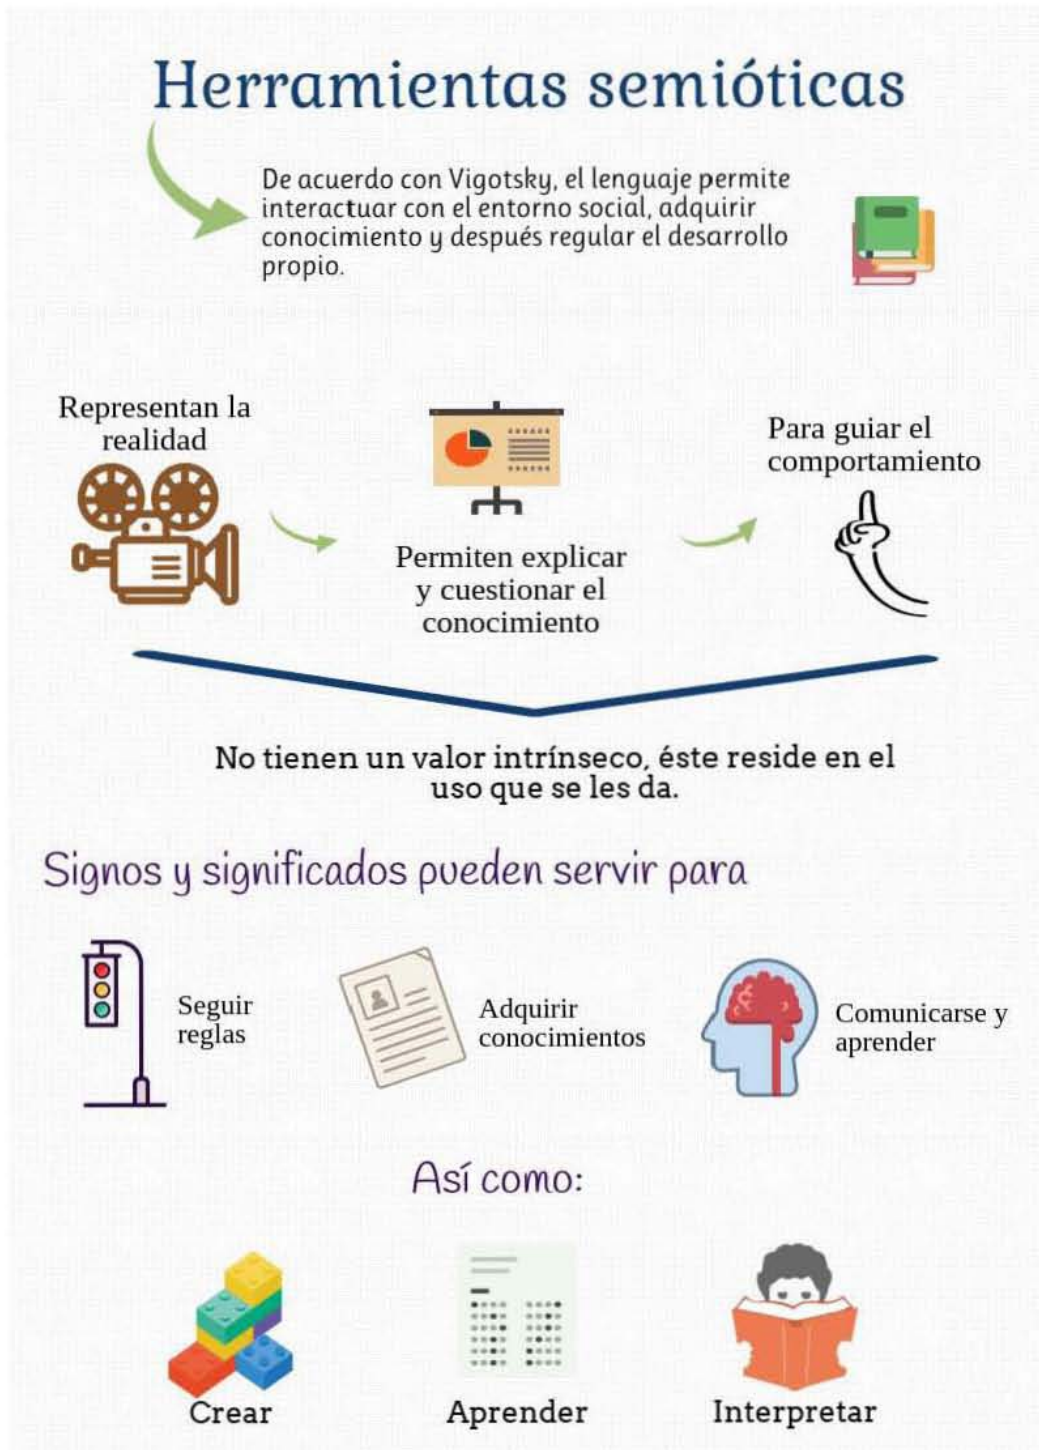 Herramientas semióticas
De acuerdo con Vigotsky, el lenguaje permite
interactuar con el entorno social, adquirir
conocimiento y después regular el desarrollo
propio.
Representan la
realidad
Permiten explicar
y cuestionar el
conocimiento
Para guiar el
comportamiento
No tienen un valor intrínseco, éste reside en el
uso que se les da.
Signos y significados pueden servir para
Seguir
reglas
Adquirir
conocimientos
Comunicarse y
aprender
Así como:
Crear
Aprender
Interpretar